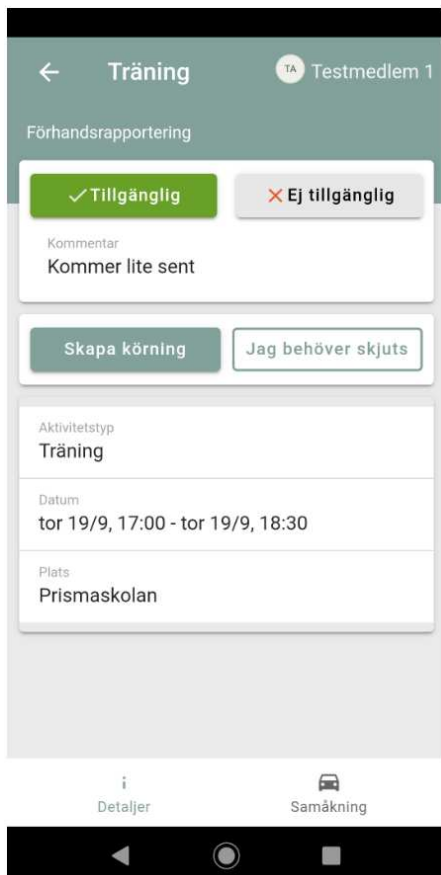 Träning
TA Testmedlem 1
Förhandsrapportering
Tillgänglig
Ej tillgänglig
Kommentar
Kommer lite sent
Skapa körning
Jag behöver skjuts
Aktivitetstyp
Träning
Datum
tor 19/9, 17:00 - tor 19/9, 18:30
Plats
Prismaskolan
Detaljer
Samåkning